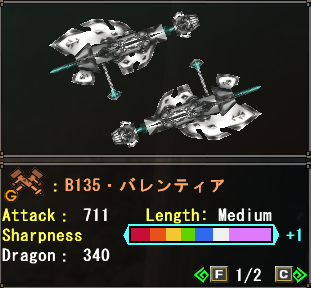 G : B135・バレンティア
Attack : 711 Length: Medium
Sharpness +1
Dragon : 340
F 1/2 C